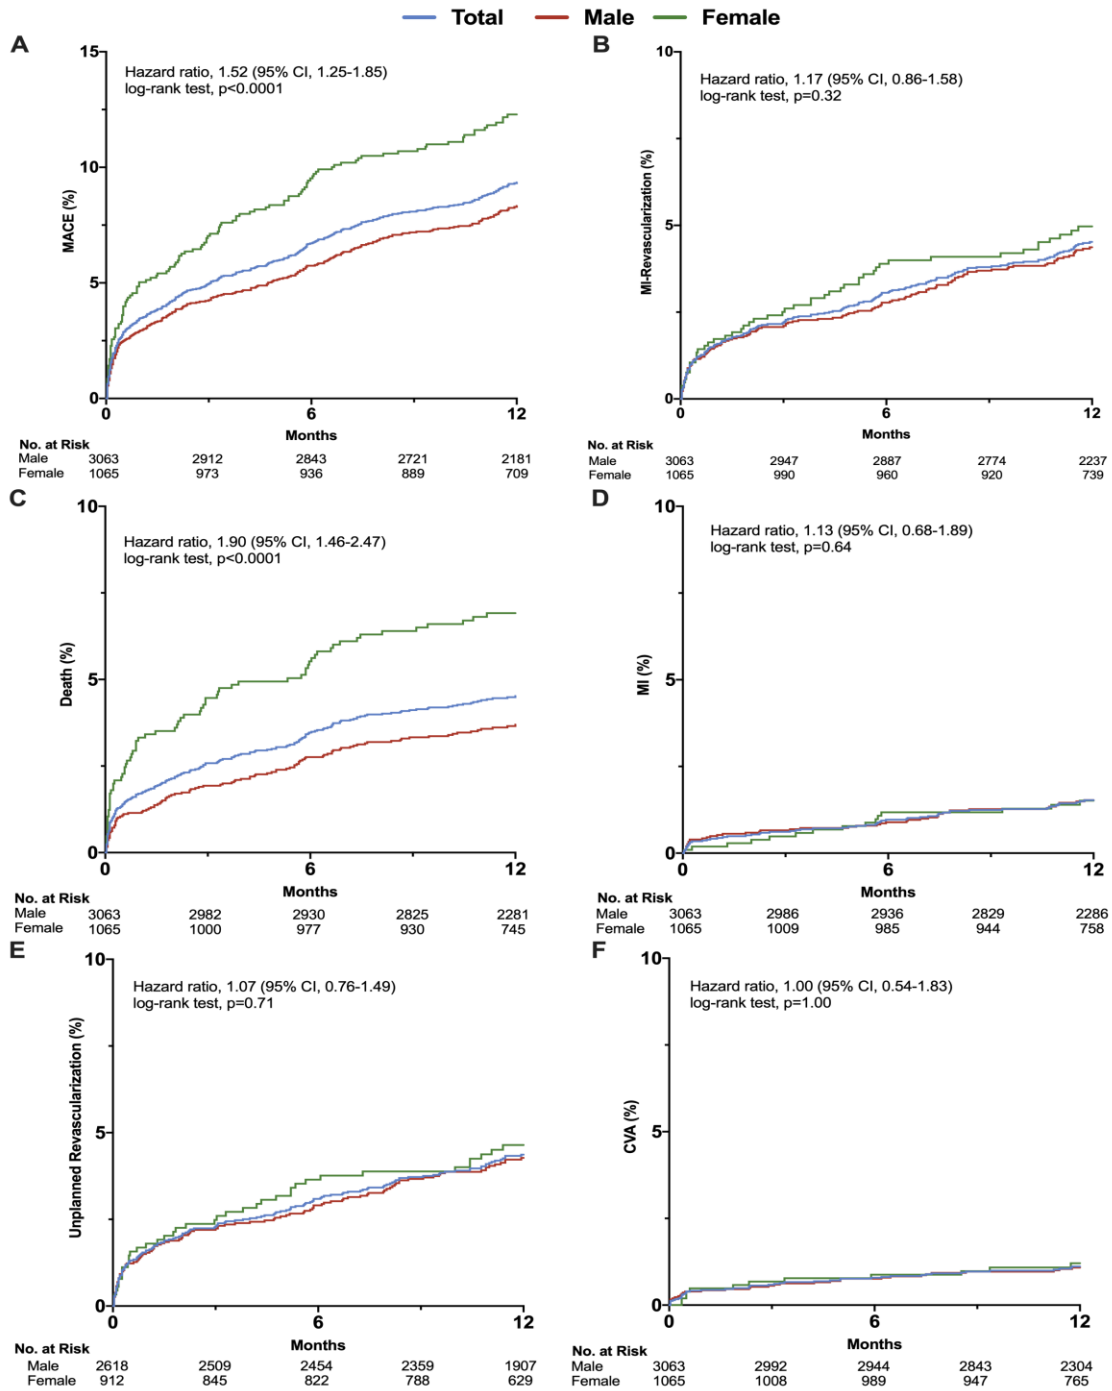 Total Male Female
A
15
Hazard ratio, 1.52 (95% CI, 1.25-1.85)
log-rank test, p<0.0001
10
MACE (%)
5
0
0 6 12
Months
No. at Risk
Male 3063 2912 2843 2721 2181
Female 1065 973 936 889 709
B
10
Hazard ratio, 1.17 (95% CI, 0.86-1.58)
log-rank test, p=0.32
MI-Revascularization (%)
5
0
0 6 12
Months
No. at Risk
Male 3063 2947 2887 2774 2237
Female 1065 990 960 920 739
C
10
Hazard ratio, 1.90 (95% CI, 1.46-2.47)
log-rank test, p<0.0001
Death (%)
5
0
0 6 12
Months
No. at Risk
Male 3063 2982 2930 2825 2281
Female 1065 1000 977 930 745
D
10
Hazard ratio, 1.13 (95% CI, 0.68-1.89)
log-rank test, p=0.64
MI (%)
5
0
0 6 12
Months
No. at Risk
Male 3063 2986 2936 2829 2286
Female 1065 1009 985 944 758
E
10
Hazard ratio, 1.07 (95% CI, 0.76-1.49)
log-rank test, p=0.71
Unplanned Revascularization (%)
5
0
0 6 12
Months
No. at Risk
Male 2618 2509 2454 2359 1907
Female 912 845 822 788 629
F
10
Hazard ratio, 1.00 (95% CI, 0.54-1.83)
log-rank test, p=1.00
CVA (%)
5
0
0 6 12
Months
No. at Risk
Male 3063 2992 2944 2843 2304
Female 1065 1008 989 947 765